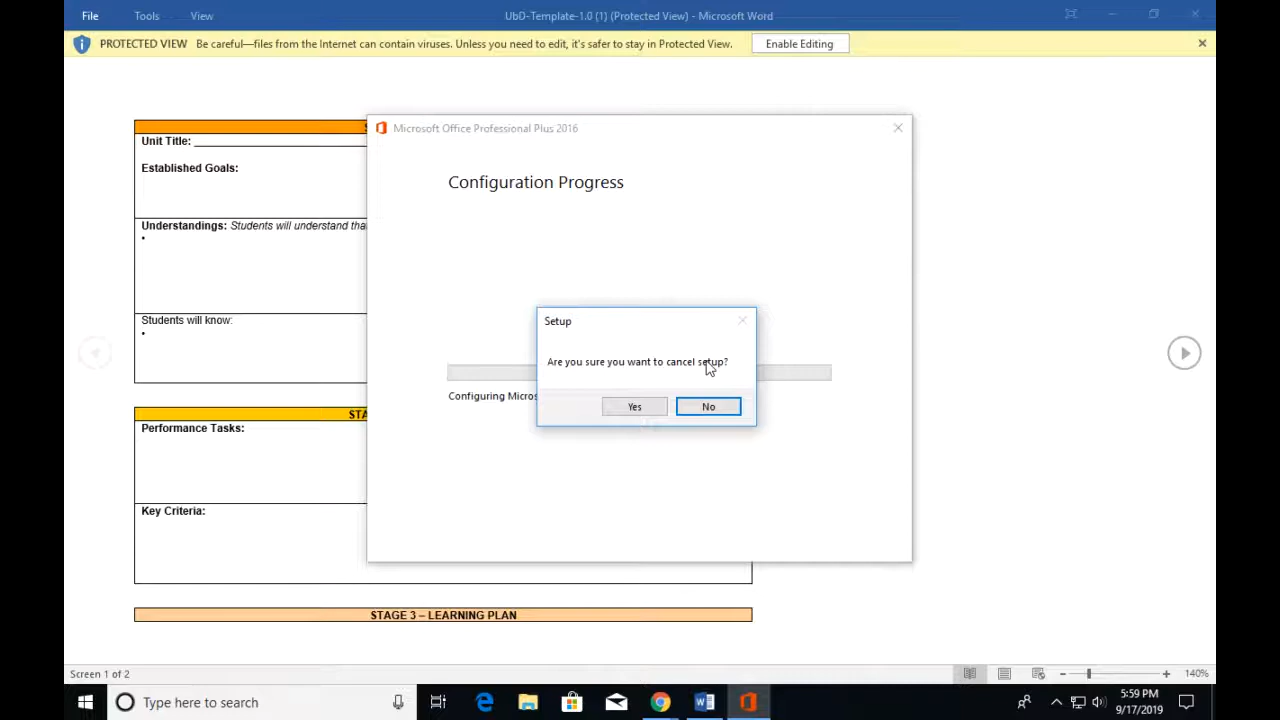 File Tools View UbD-Template-1.0 (1) (Protected View) - Microsoft Word
PROTECTED VIEW Be careful—files from the Internet can contain viruses. Unless you need to edit, it's safer to stay in Protected View. Enable Editing
Microsoft Office Professional Plus 2016
Unit Title:
Established Goals:
Configuration Progress
Understandings: Students will understand that
•
Students will know:
•
Setup
Are you sure you want to cancel setup?
Configuring Micros
Yes No
STA
Performance Tasks:
Key Criteria:
STAGE 3 – LEARNING PLAN
Screen 1 of 2 140%
Type here to search
5:59 PM
9/17/2019